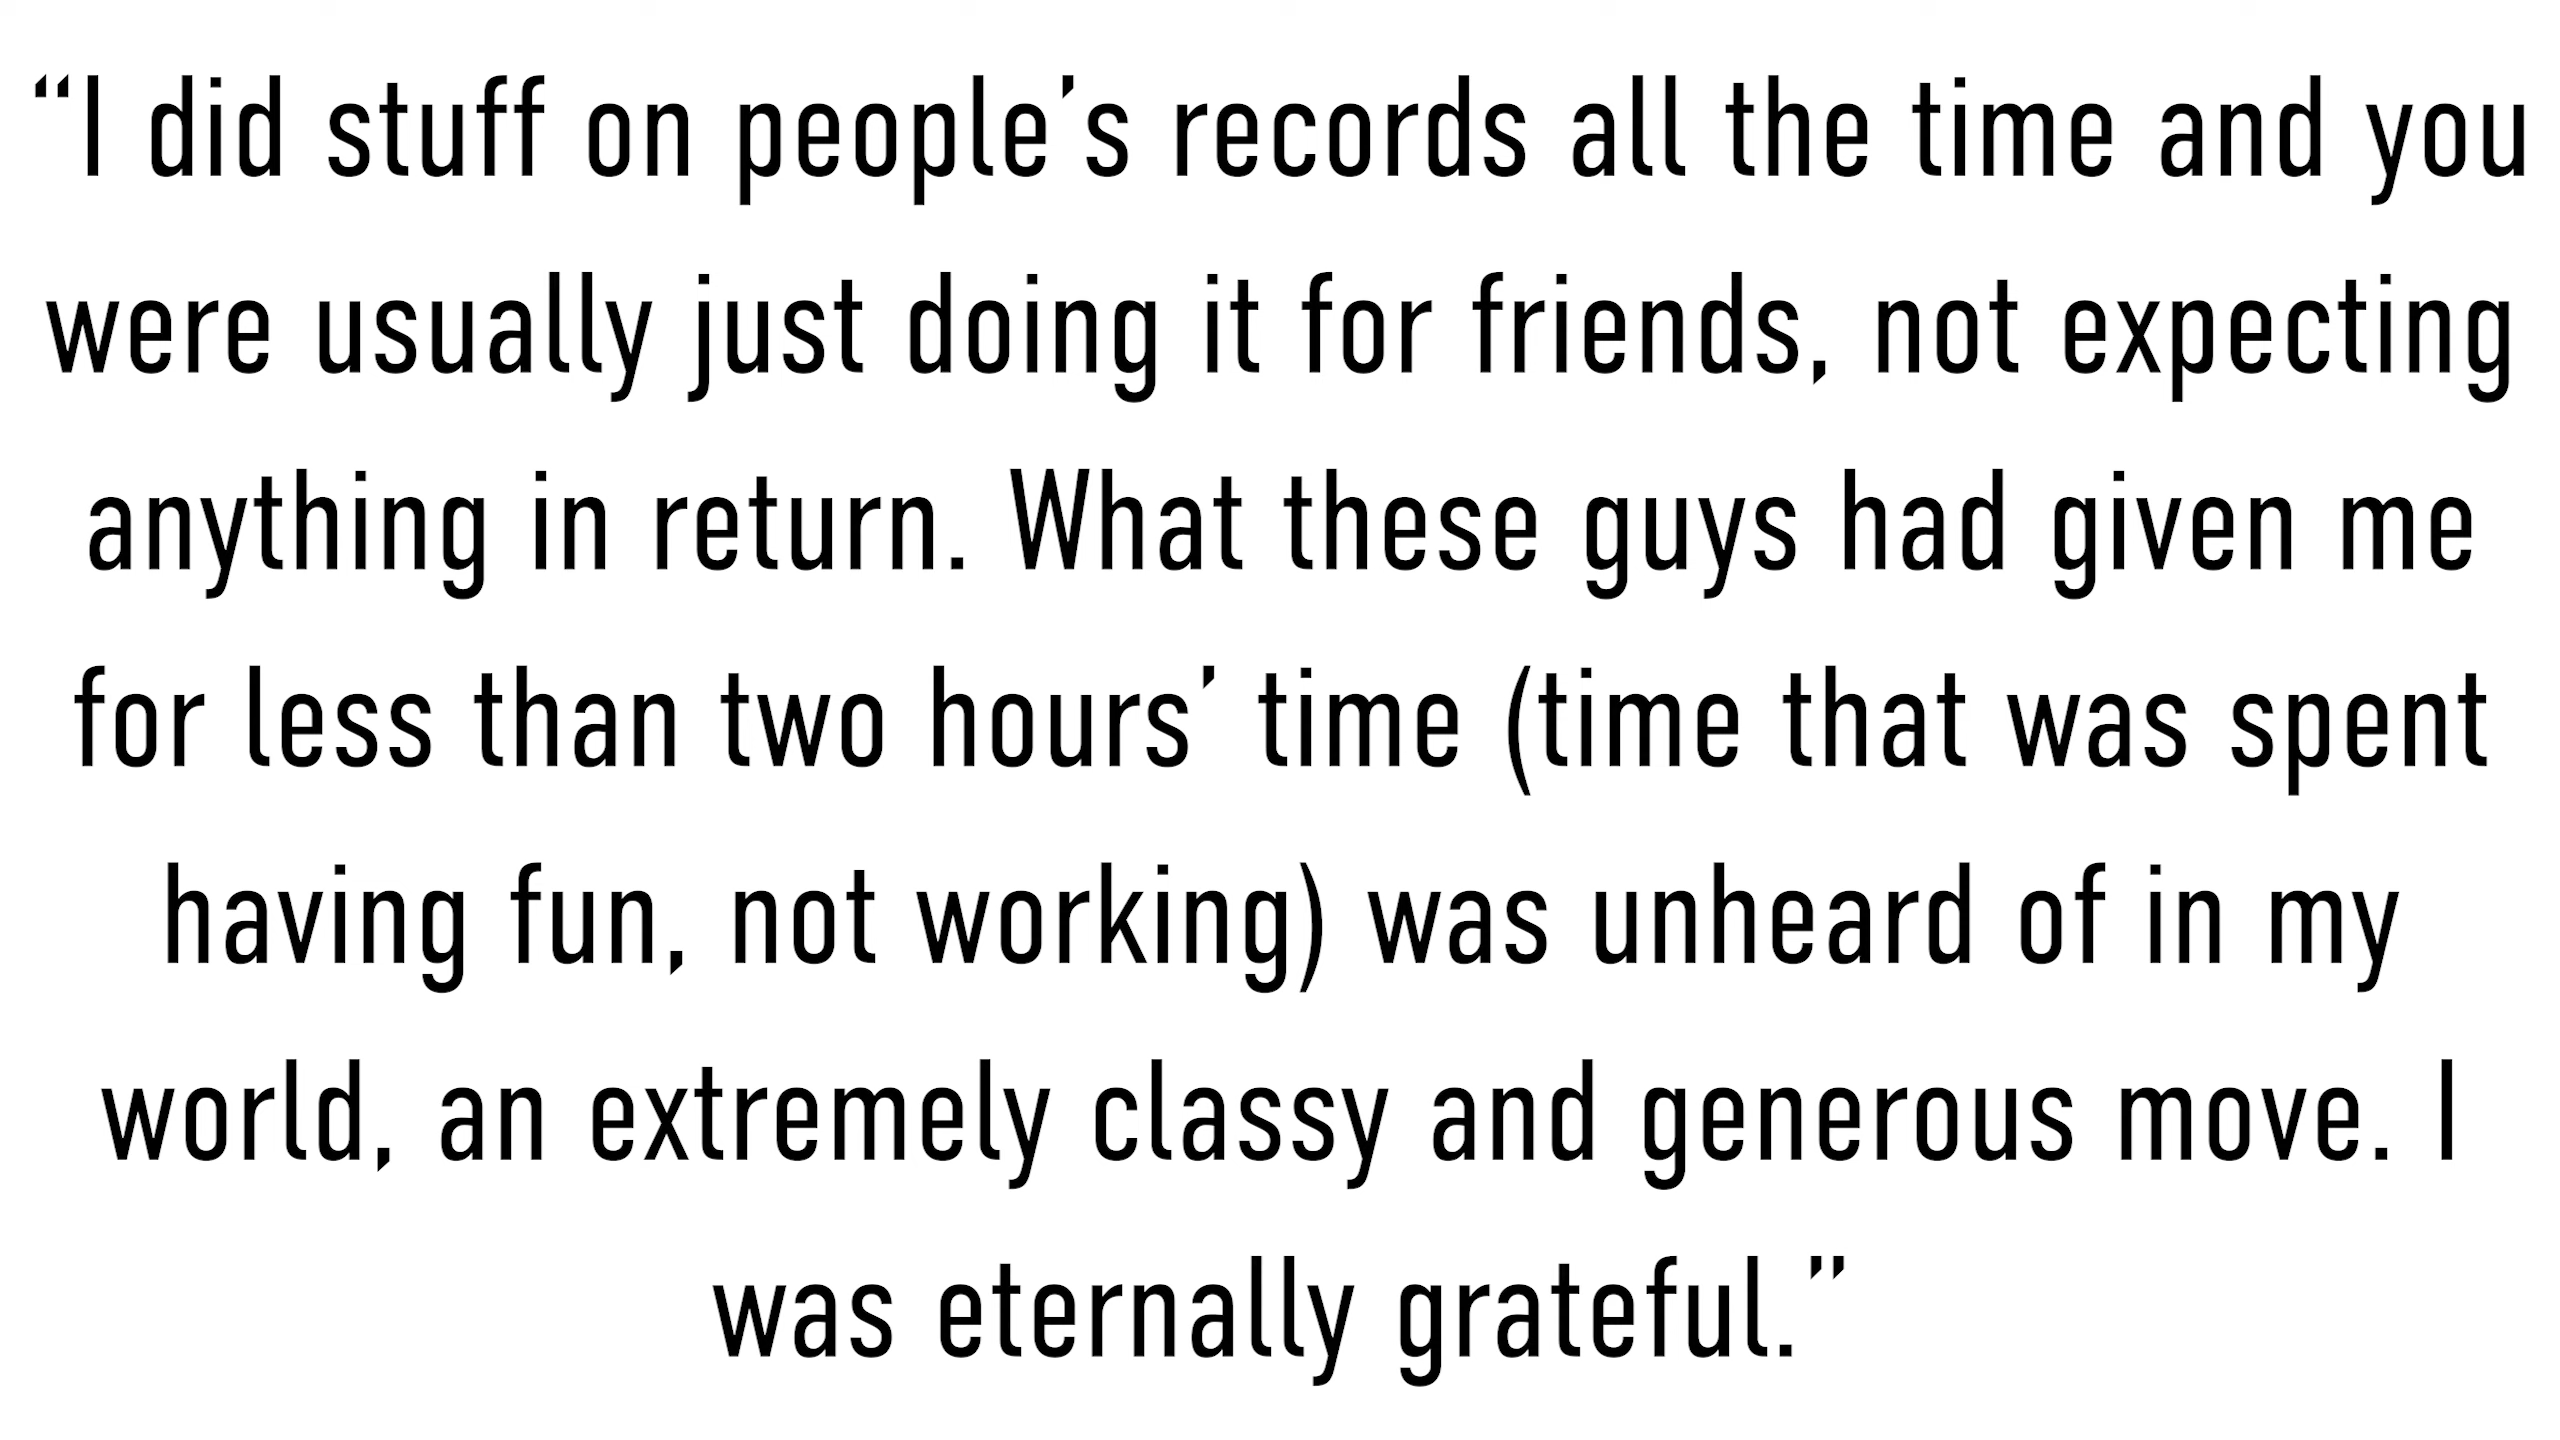 “I did stuff on people’s records all the time and you
were usually just doing it for friends, not expecting
anything in return. What these guys had given me
for less than two hours’ time (time that was spent
having fun, not working) was unheard of in my
world, an extremely classy and generous move. I
was eternally grateful.”